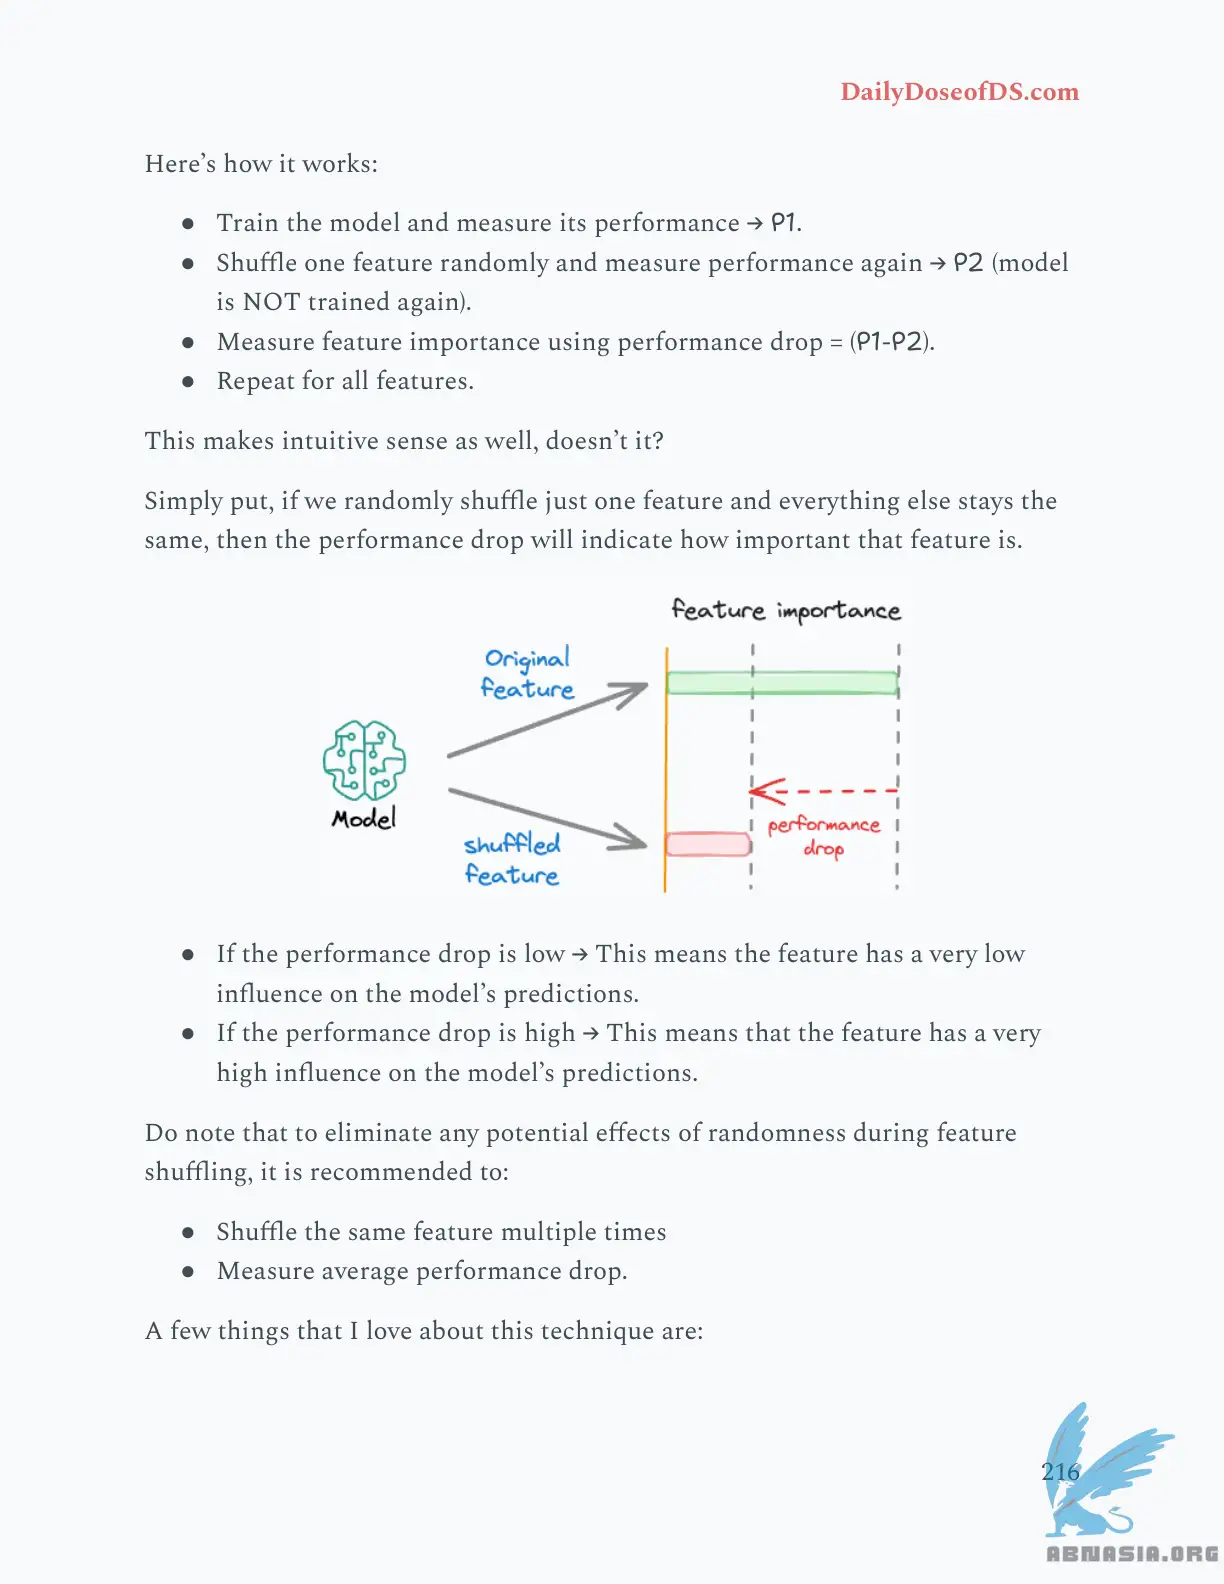 DailyDoseofDS.com
Here’s how it works:
● Train the model and measure its performance → P1.
● Shuffle one feature randomly and measure performance again → P2 (model
is NOT trained again).
● Measure feature importance using performance drop = (P1-P2).
● Repeat for all features.
This makes intuitive sense as well, doesn’t it?
Simply put, if we randomly shuffle just one feature and everything else stays the
same, then the performance drop will indicate how important that feature is.
feature importance
Original
feature
Model
performance
drop
shuffled
feature
● If the performance drop is low → This means the feature has a very low
influence on the model’s predictions.
● If the performance drop is high → This means that the feature has a very
high influence on the model’s predictions.
Do note that to eliminate any potential effects of randomness during feature
shuffling, it is recommended to:
● Shuffle the same feature multiple times
● Measure average performance drop.
A few things that I love about this technique are:
216
ABNASIA.ORG